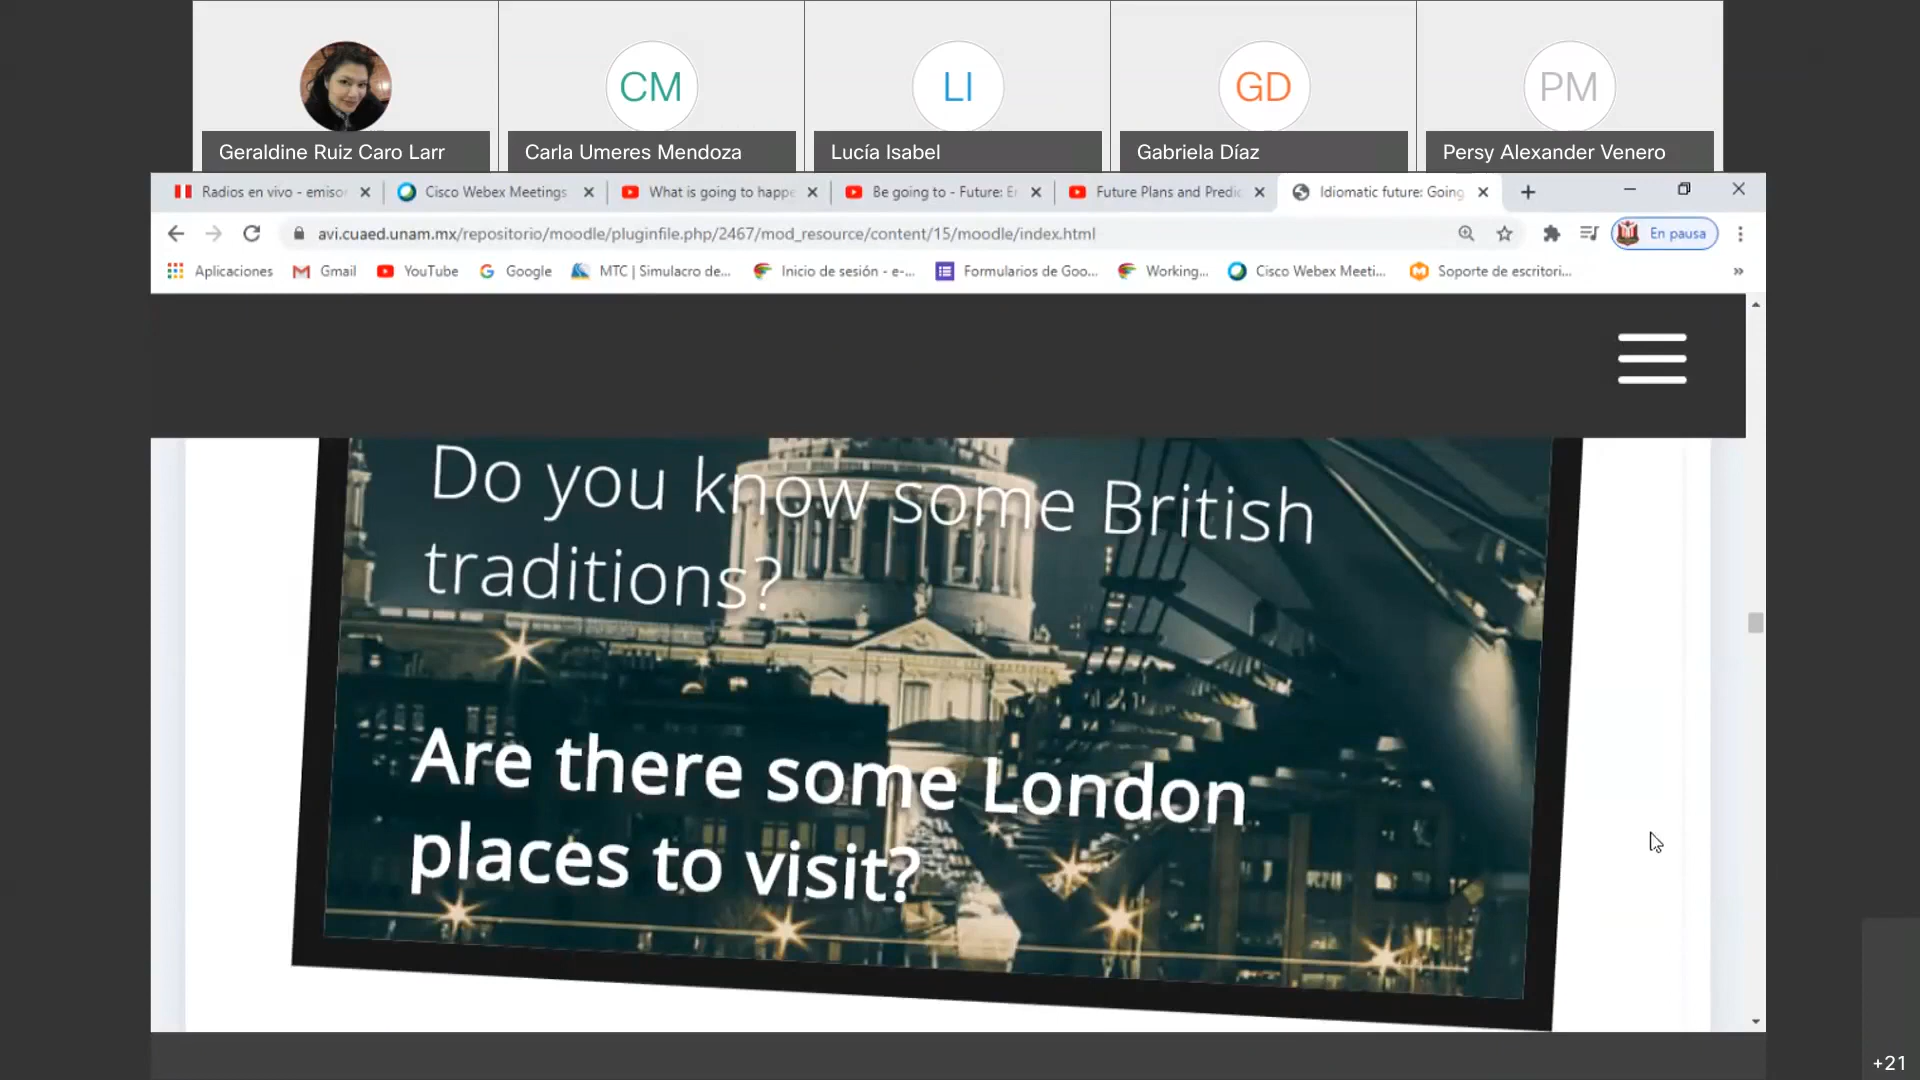 CM
LI
GD
PM
Geraldine Ruiz Caro Larr
Carla Umeres Mendoza
Lucía Isabel
Gabriela Díaz
Persy Alexander Venero
Radios en vivo - emisor
Cisco Webex Meetings
What is going to happe
Be going to - Future: E
Future Plans and Predic
Idiomatic future: Going
avi.cuaed.unam.mx/repositorio/moodle/pluginfile.php/2467/mod_resource/content/15/moodle/index.html
En pausa
Aplicaciones
Gmail
YouTube
Google
MTC | Simulacro de...
Inicio de sesión - e-...
Formularios de Goo...
Working...
Cisco Webex Meeti...
Soporte de escritori...
»
Do you know some British
traditions?
Are there some London
places to visit?
+21